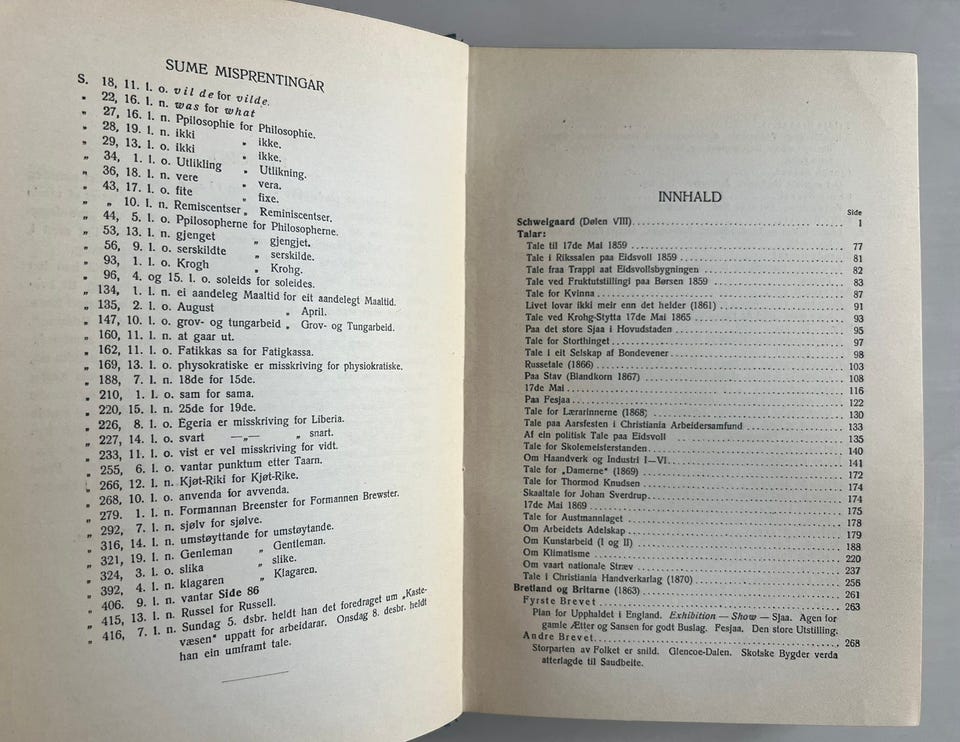 SUME MISPRENTINGAR
S. 18, 11. l. o. vil de for vilde.
„ 22, 16. l. n. was for what
„ 27, 16. l. n. Ppilosophie for Philosophie.
„ 28, 19. l. n. ikki „ ikke.
„ 29, 13. l. o. ikki „ ikke.
„ 34, 1. l. o. Utlikling „ Utlikning.
„ 36, 18. l. n. vere „ vera.
„ 43, 17. l. o. fite „ fixe.
„ „ 10. l. n. Remiscentser „ Reminiscentser.
„ 44, 5. l. o. Ppilosopherne for Philosopherne.
„ 53, 13. l. n. gjenget „ gjengjet.
„ 56, 9. l. o. serskildte „ serskilde.
„ 93, 1. l. o. Krogh „ Krohg.
„ 96, 4. og 15. l. o. soleids for soleides.
„ 134, 1. l. n. ei aandeleg Maaltid for eit aandelegt Maaltid.
„ 135, 2. l. o. August „ April.
„ 147, 10. l. o. grov- og tungarbeid „ Grov- og Tungarbeid.
„ 160, 11. l. n. at gaar ut.
„ 162, 11. l. o. Fatikkas sa for Fatigkassa.
„ 169, 13. l. o. physokratiske er misskriving for physiokratiske.
„ 188, 7. l. n. 18de for 15de.
„ 210, 1. l. o. sam for sama.
„ 220, 15. l. n. 25de for 19de.
„ 226, 8. l. o. Egeria er misskriving for Liberia.
„ 227, 14. l. o. svart —„— „ snart.
„ 233, 11. l. o. vist er vel misskriving for vidt.
„ 255, 6. l. o. vantar punktum etter Taarn.
„ 266, 12. l. n. Kjøt-Riki for Kjøt-Rike.
„ 268, 10. l. o. anvenda for avvenda.
„ 279. 1. l. n. Formannan Breenster for Formannen Brewster.
„ 292, 7. l. n. sjølv for sjølve.
„ 316, 14. l. n. umstøyttande for umstøytande.
„ 321, 19. l. n. Genleman „ Gentleman.
„ 324, 3. l. o. slika „ slike.
„ 392, 4. l. n. klagaren „ Klagaren.
„ 406. 9. l. n. vantar Side 86
„ 415, 13. l. n. Russel for Russell.
„ 416, 7. l. n. Sundag 5. dsbr. heldt han det foredraget um „Kaste-
væsen“ uppatt for arbeidarar. Onsdag 8. desbr. heldt
han ein umframt tale.
INNHALD
Side
Schweigaard (Dølen VIII) 1
Talar:
Tale til 17de Mai 1859 77
Tale i Rikssalen paa Eidsvoll 1859 81
Tale fraa Trappi aat Eidsvollsbygningen 82
Tale ved Fruktutstillingi paa Børsen 1859 83
Tale for Kvinna 87
Livet lovar ikki meir enn det helder (1861) 91
Tale ved Krohg-Stytta 17de Mai 1865 93
Paa det store Sjaa i Hovudstaden 95
Tale for Storthinget 97
Tale i eit Selskap af Bondevener 98
Russetale (1866) 103
Paa Stav (Blandkorn 1867) 108
17de Mai 116
Paa Fesjaa 122
Tale for Lærarinnerne (1868) 130
Tale paa Aarsfesten i Christiania Arbeidersamfund 133
Af ein politisk Tale paa Eidsvoll 135
Tale for Skolemeisterstanden 140
Om Haandverk og Industri I—VI 141
Tale for „Damerne“ (1869) 172
Tale for Thormod Knudsen 174
Skaaltale for Johan Sverdrup 174
17de Mai 1869 175
Tale for Austmannlaget 178
Om Arbeidets Adelskap 179
Om Kunstarbeid (I og II) 188
Om Klimatisme 220
Om vaart nationale Stræv 237
Tale i Christiania Handverkarlag (1870) 256
Bretland og Britarne (1863) 261
Fyrste Brevet 263
Plan for Upphaldet i England. Exhibition — Show — Sjaa. Agen for
gamle Ætter og Sansen for godt Buslag. Fesjaa. Den store Utstilling.
Andre Brevet 268
Storparten av Folket er snild. Glencoe-Dalen. Skotske Bygder verda
atterlagde til Saudbeite.